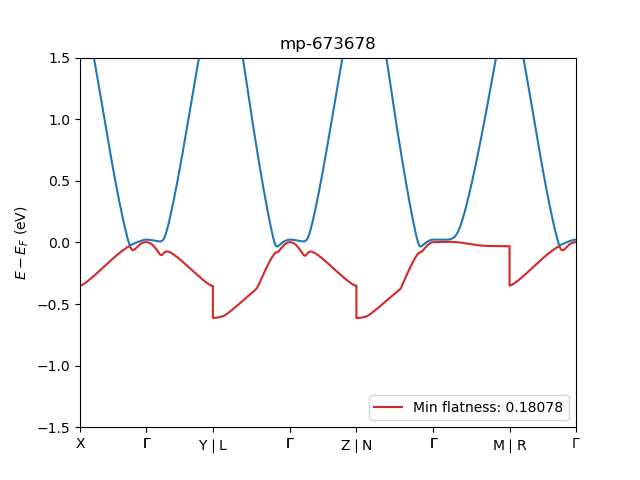 mp-673678
E − E_F (eV)
1.5
1.0
0.5
0.0
−0.5
−1.0
−1.5
Min flatness: 0.18078
X Γ Y | L Γ Z | N Γ M | R Γ